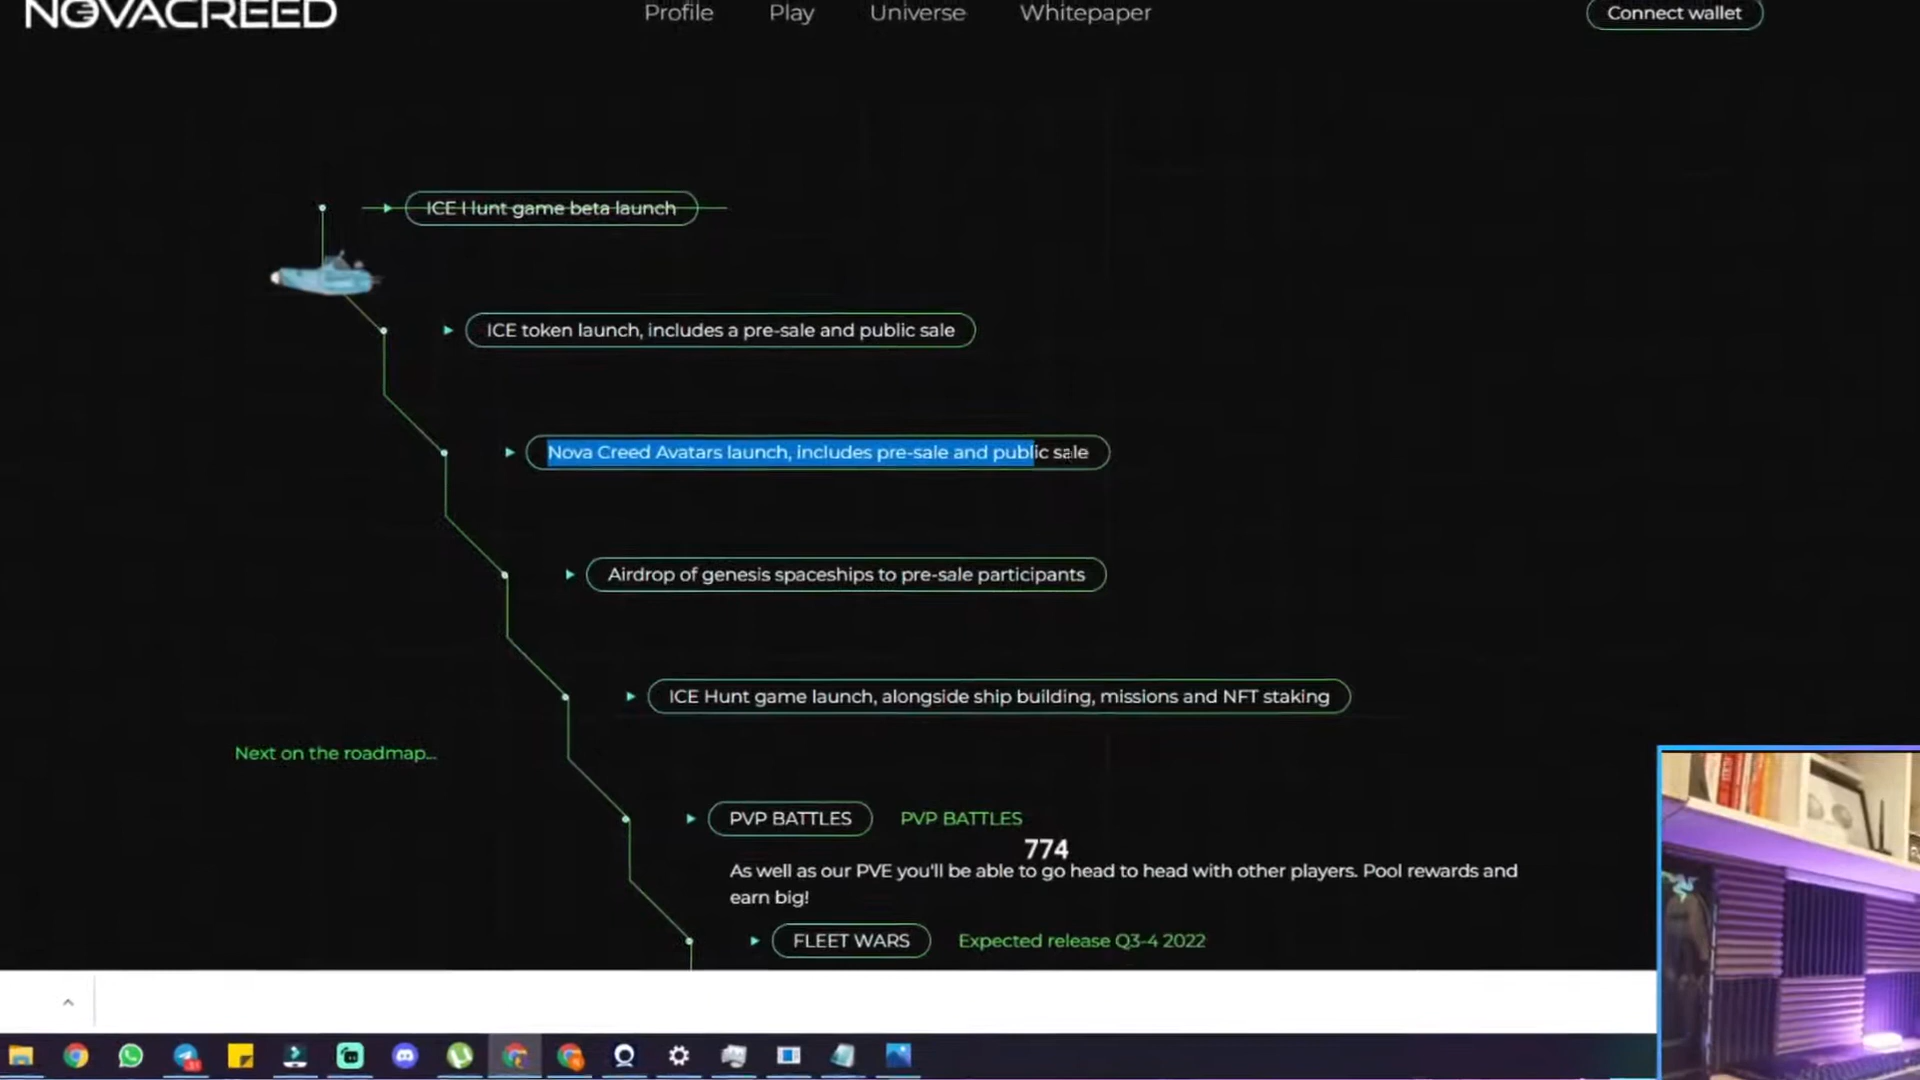 NOVACREED
Profile
Play
Universe
Whitepaper
Connect wallet
ICE Hunt game beta launch
ICE token launch, includes a pre-sale and public sale
Nova Creed Avatars launch, includes pre-sale and public sale
Airdrop of genesis spaceships to pre-sale participants
ICE Hunt game launch, alongside ship building, missions and NFT staking
Next on the roadmap...
PVP BATTLES
PVP BATTLES
774
As well as our PVE you'll be able to go head to head with other players. Pool rewards and
earn big!
FLEET WARS
Expected release Q3-4 2022